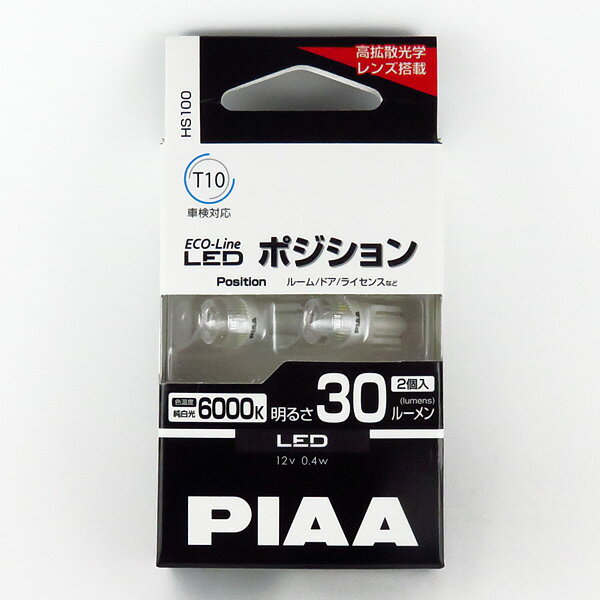 高拡散光学
レンズ搭載
HS100
T10
車検対応
ECO-Line
LED ポジション
Position ルーム/ドア/ライセンスなど
PIAA PIAA
色温度
純白光
6000K 明るさ 30 ルーメン
(lumens)
2個入
LED
12v 0.4w
PIAA